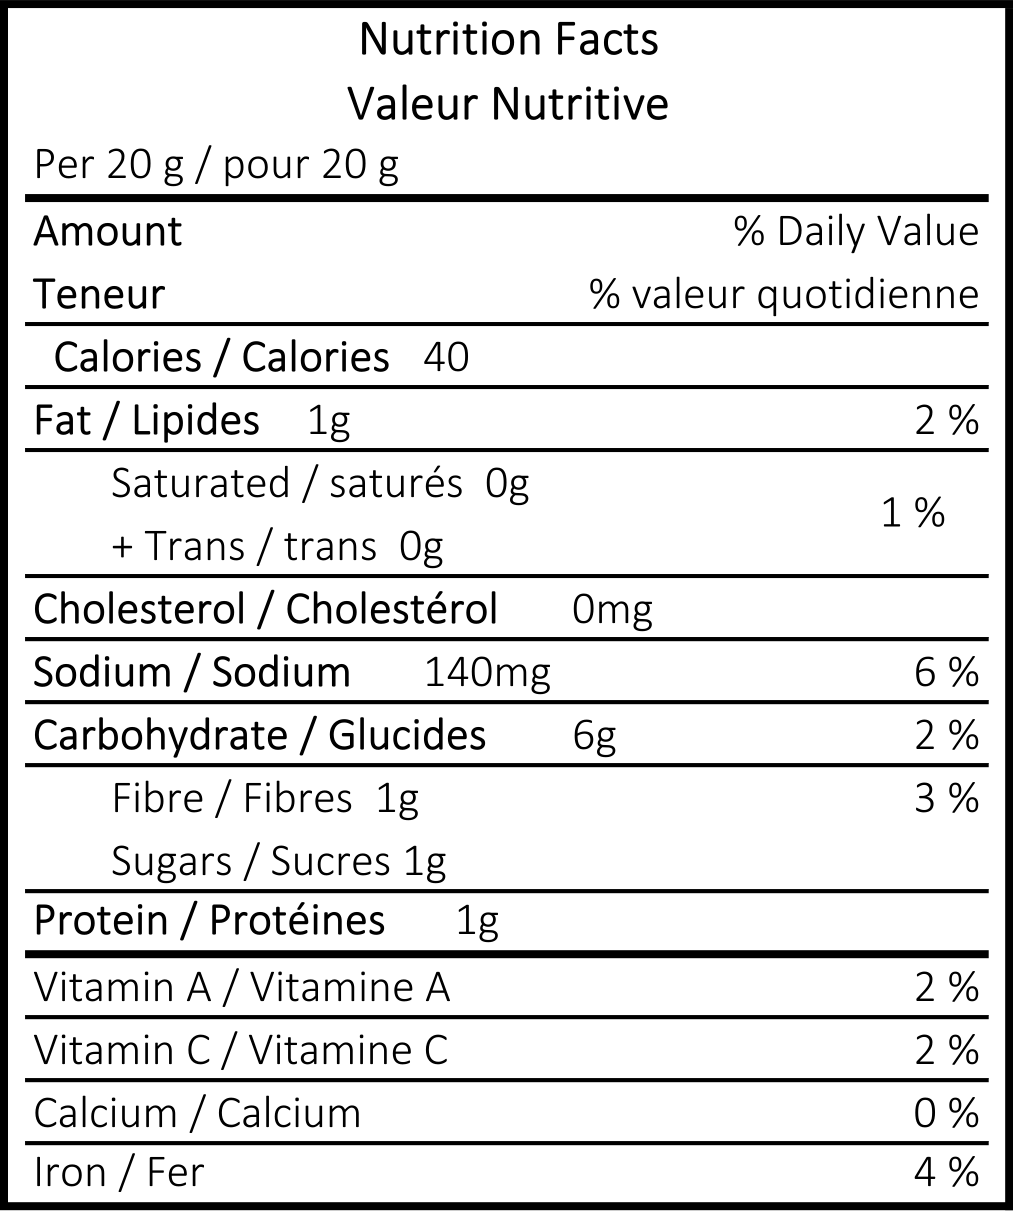 Nutrition Facts
Valeur Nutritive
Per 20 g / pour 20 g
Amount % Daily Value
Teneur % valeur quotidienne
Calories / Calories 40
Fat / Lipides 1g 2 %
Saturated / saturés 0g
1 %
+ Trans / trans 0g
Cholesterol / Cholestérol 0mg
Sodium / Sodium 140mg 6 %
Carbohydrate / Glucides 6g 2 %
Fibre / Fibres 1g 3 %
Sugars / Sucres 1g
Protein / Protéines 1g
Vitamin A / Vitamine A 2 %
Vitamin C / Vitamine C 2 %
Calcium / Calcium 0 %
Iron / Fer 4 %